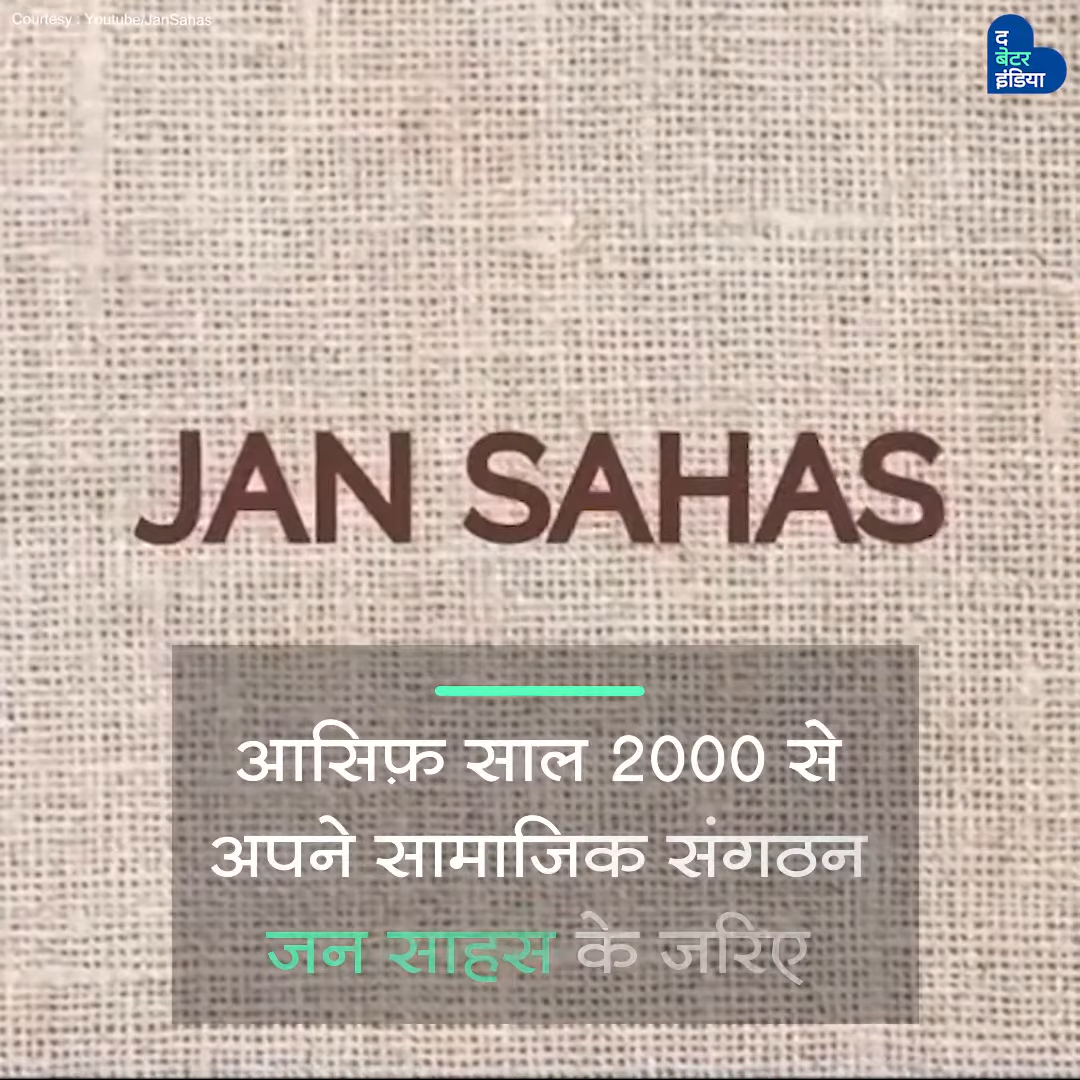 Courtesy : Youtube/JanSahas
द
बेटर
इंडिया
JAN SAHAS
आसिफ़ साल 2000 से
अपने सामाजिक संगठन
जन साहस के जरिए